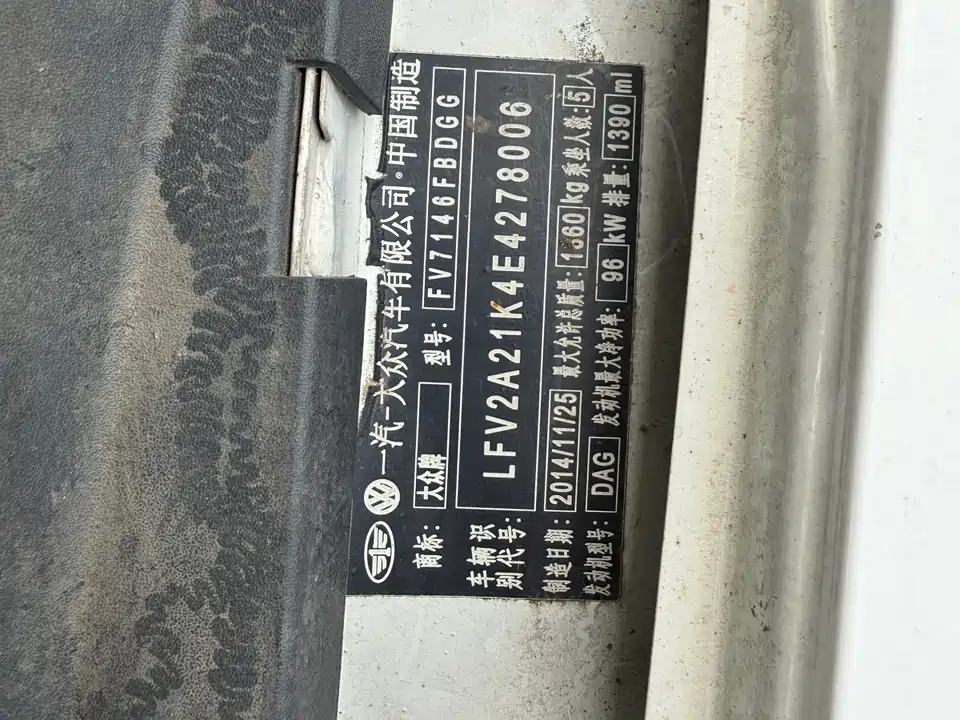 一汽-大众汽车有限公司·中国制造
商标: 大众牌 型号: FV7146FBDGG
车辆识别代号: LFV2A21K4E4278006
制造日期: 2014/11/25 最大允许总质量: 1860 kg 乘坐人数: 5 人
发动机型号: DAG 发动机最大净功率: 96 kW 排量: 1390 ml